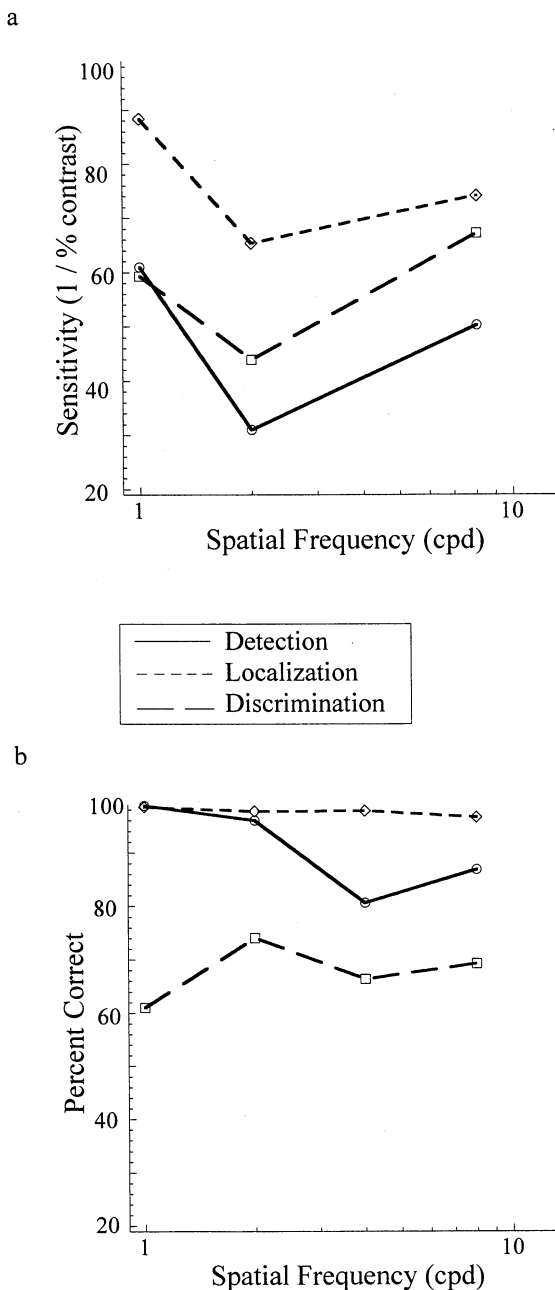 a
100
80
60
40
20
Sensitivity (1 / % contrast)
1 10
Spatial Frequency (cpd)
Detection
Localization
Discrimination
b
100
80
60
40
20
Percent Correct
1 10
Spatial Frequency (cpd)